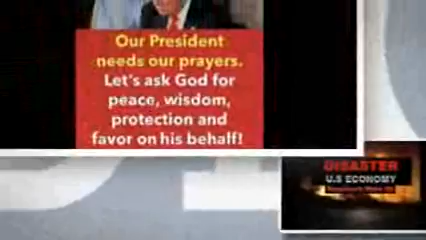 Our President
needs our prayers.
Let's ask God for
peace, wisdom,
protection and
favor on his behalf!
DISASTER
U.S ECONOMY